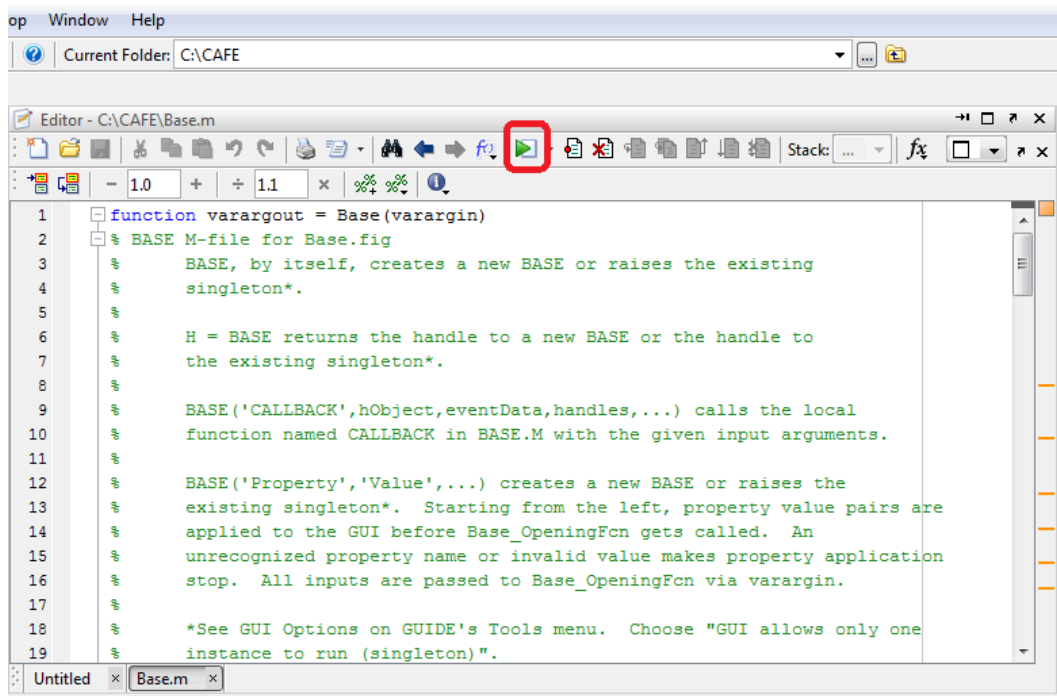 op Window Help
Current Folder: C:\CAFE
Editor - C:\CAFE\Base.m
Stack: ... fx
- 1.0 + ÷ 1.1 ×
1 function varargout = Base(varargin)
2 % BASE M-file for Base.fig
3 % BASE, by itself, creates a new BASE or raises the existing
4 % singleton*.
5 %
6 % H = BASE returns the handle to a new BASE or the handle to
7 % the existing singleton*.
8 %
9 % BASE('CALLBACK',hObject,eventData,handles,...) calls the local
10 % function named CALLBACK in BASE.M with the given input arguments.
11 %
12 % BASE('Property','Value',...) creates a new BASE or raises the
13 % existing singleton*.  Starting from the left, property value pairs are
14 % applied to the GUI before Base_OpeningFcn gets called.  An
15 % unrecognized property name or invalid value makes property application
16 % stop.  All inputs are passed to Base_OpeningFcn via varargin.
17 %
18 % *See GUI Options on GUIDE's Tools menu.  Choose "GUI allows only one
19 % instance to run (singleton)".
Untitled × Base.m ×